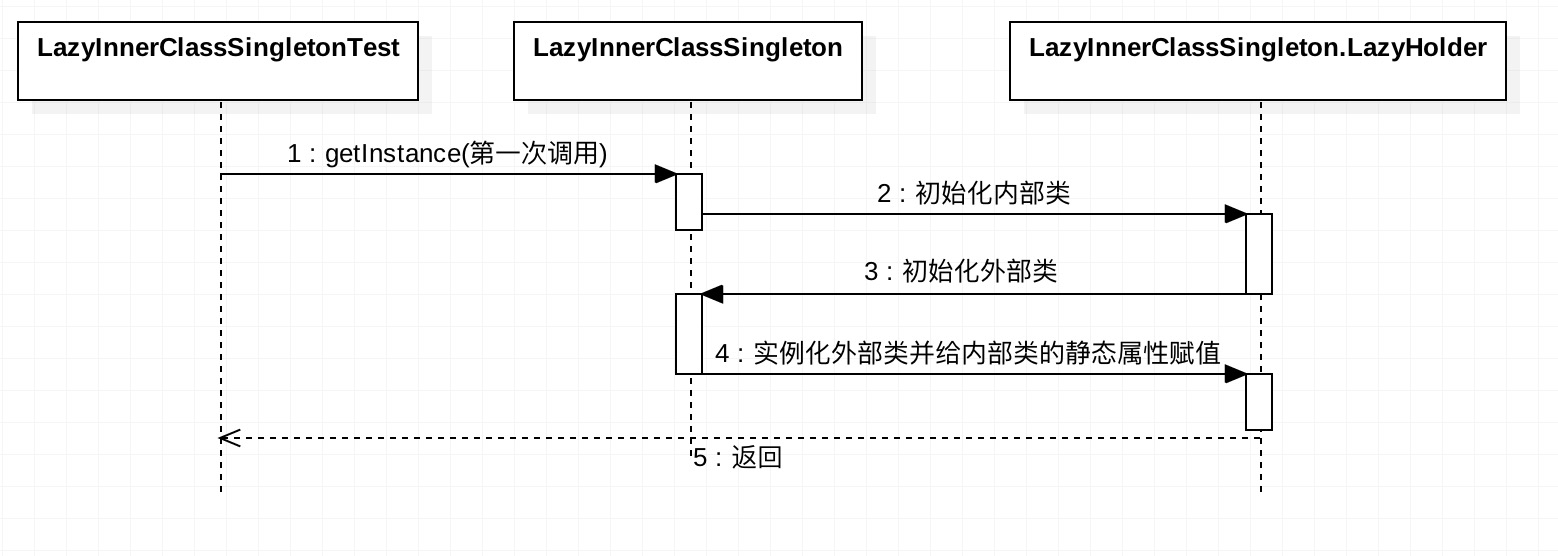 LazyInnerClassSingletonTest
LazyInnerClassSingleton
LazyInnerClassSingleton.LazyHolder
1 : getInstance(第一次调用)
2 : 初始化内部类
3 : 初始化外部类
4 : 实例化外部类并给内部类的静态属性赋值
5 : 返回